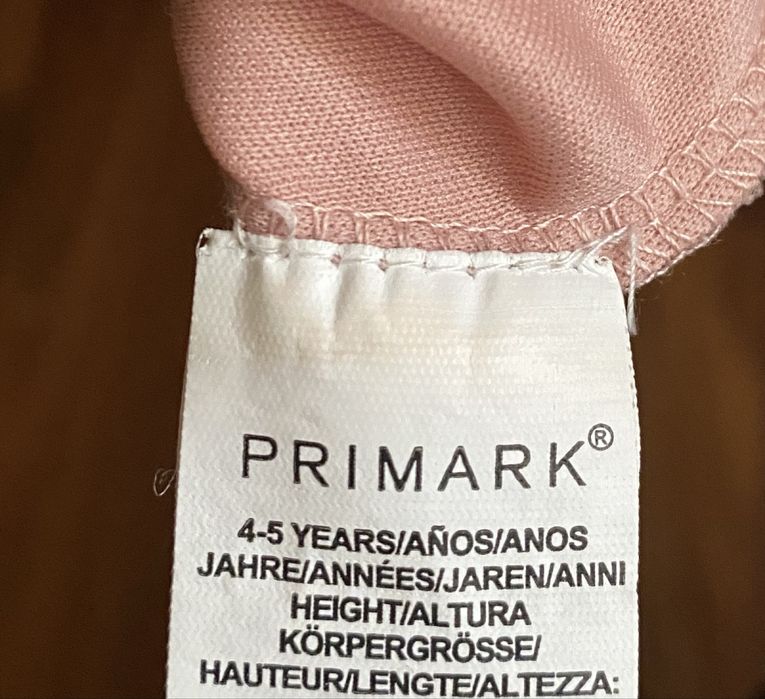 PRIMARK®
4-5 YEARS/AÑOS/ANOS
JAHRE/ANNÉES/JAREN/ANNI
HEIGHT/ALTURA
KÖRPERGRÖSSE/
HAUTEUR/LENGTE/ALTEZZA: